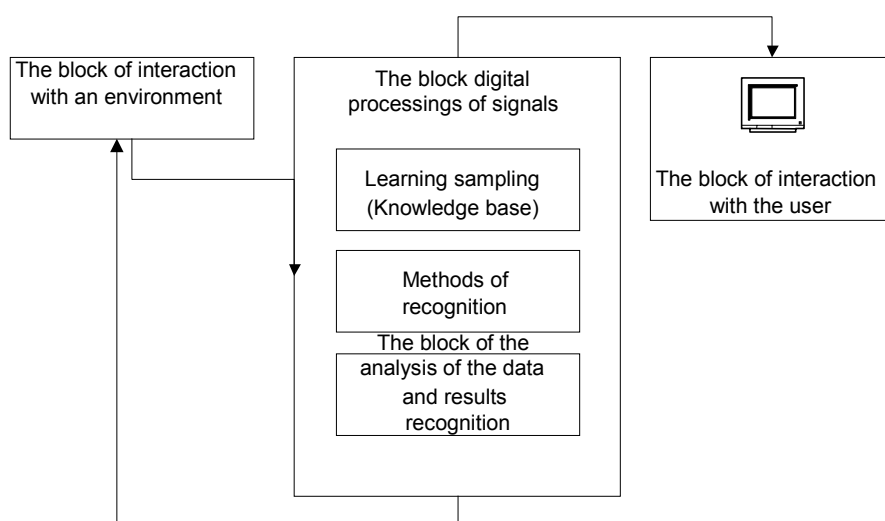 The block of interaction
with an environment
The block digital
processings of signals
Learning sampling
(Knowledge base)
Methods of
recognition
The block of the
analysis of the data
and results
recognition
The block of interaction
with the user